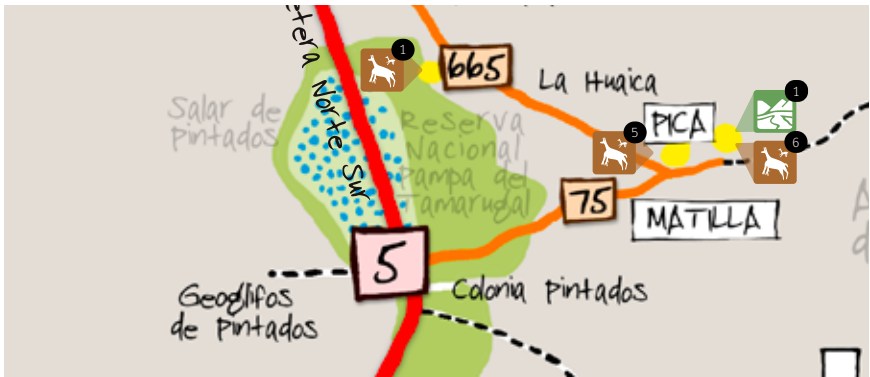 etera Norte Sur
1
665
La Huaica
1
Salar de
pintados
Reserva
Nacional
Pampa del
Tamarugal
5
PICA
6
75
MATILLA
5
Colonia pintados
Geoglifos
de pintados